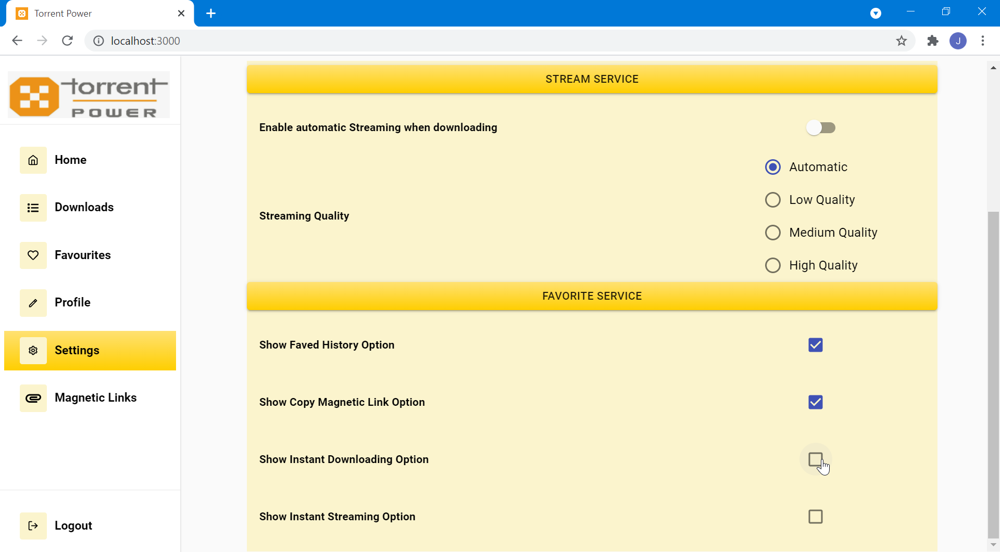 Torrent Power
localhost:3000
J
torrent
POWER
Home
Downloads
Favourites
Profile
Settings
Magnetic Links
Logout
STREAM SERVICE
Enable automatic Streaming when downloading
Streaming Quality
Automatic
Low Quality
Medium Quality
High Quality
FAVORITE SERVICE
Show Faved History Option
Show Copy Magnetic Link Option
Show Instant Downloading Option
Show Instant Streaming Option